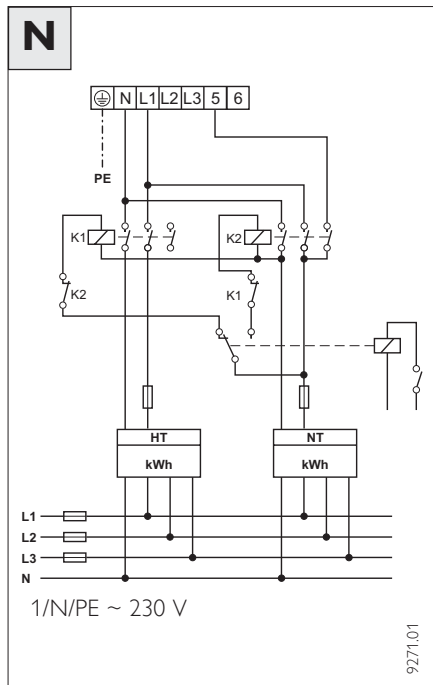 N
N L1 L2 L3 5 6
PE
K1 K2
K2 K1
HT NT
kWh kWh
L1
L2
L3
N
1/N/PE ~ 230 V
9271.01